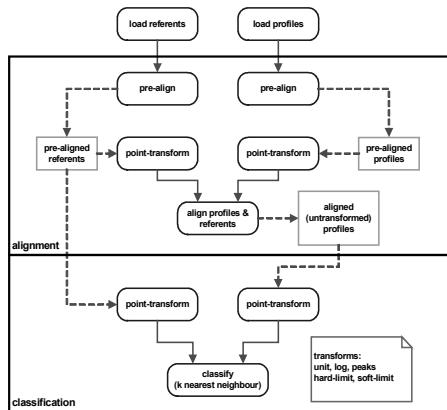 load referents
load profiles
pre-align
pre-align
pre-aligned
referents
point-transform
point-transform
pre-aligned
profiles
align profiles &
referents
aligned
(untransformed)
profiles
alignment
point-transform
point-transform
classify
(k nearest neighbour)
transforms:
unit, log, peaks
hard-limit, soft-limit
classification